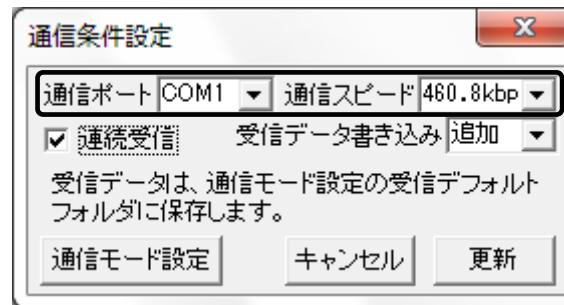 通信条件設定
通信ポート COM1 通信スピード 460.8kbp
連続受信 受信データ書き込み 追加
受信データは、通信モード設定の受信デフォルト
フォルダに保存します。
通信モード設定 キャンセル 更新